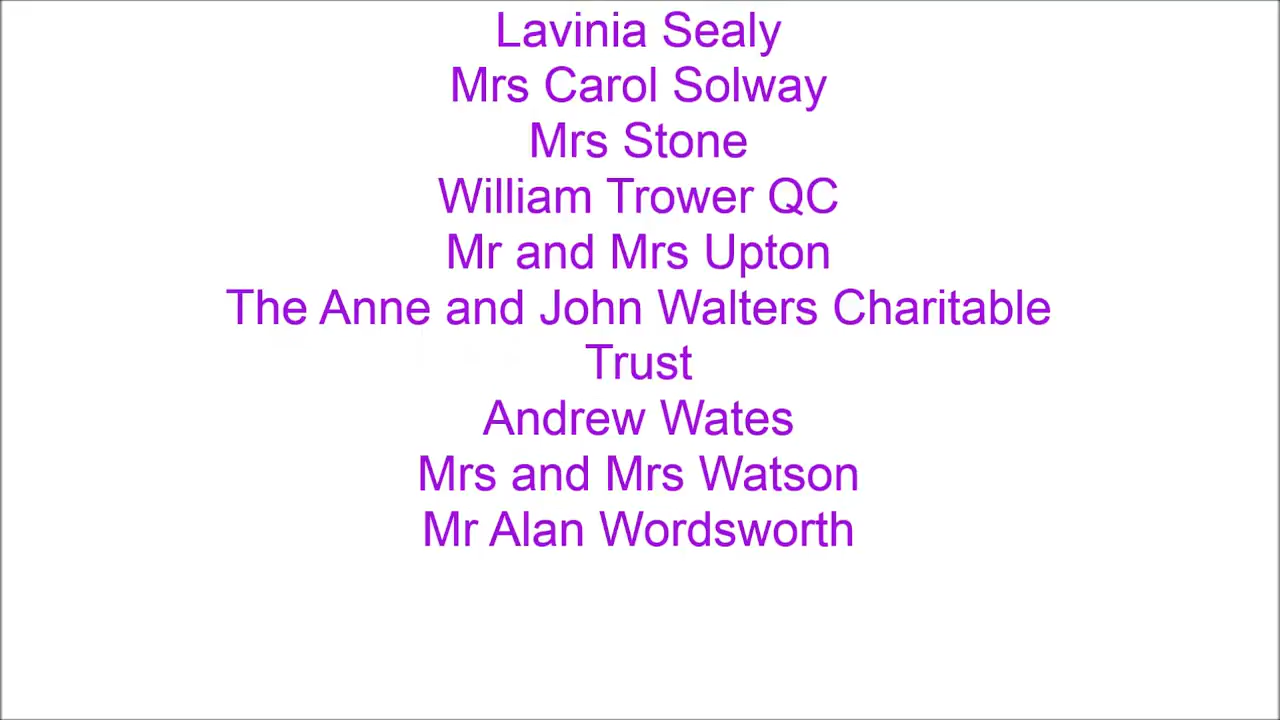 Lavinia Sealy
Mrs Carol Solway
Mrs Stone
William Trower QC
Mr and Mrs Upton
The Anne and John Walters Charitable
Trust
Andrew Wates
Mrs and Mrs Watson
Mr Alan Wordsworth